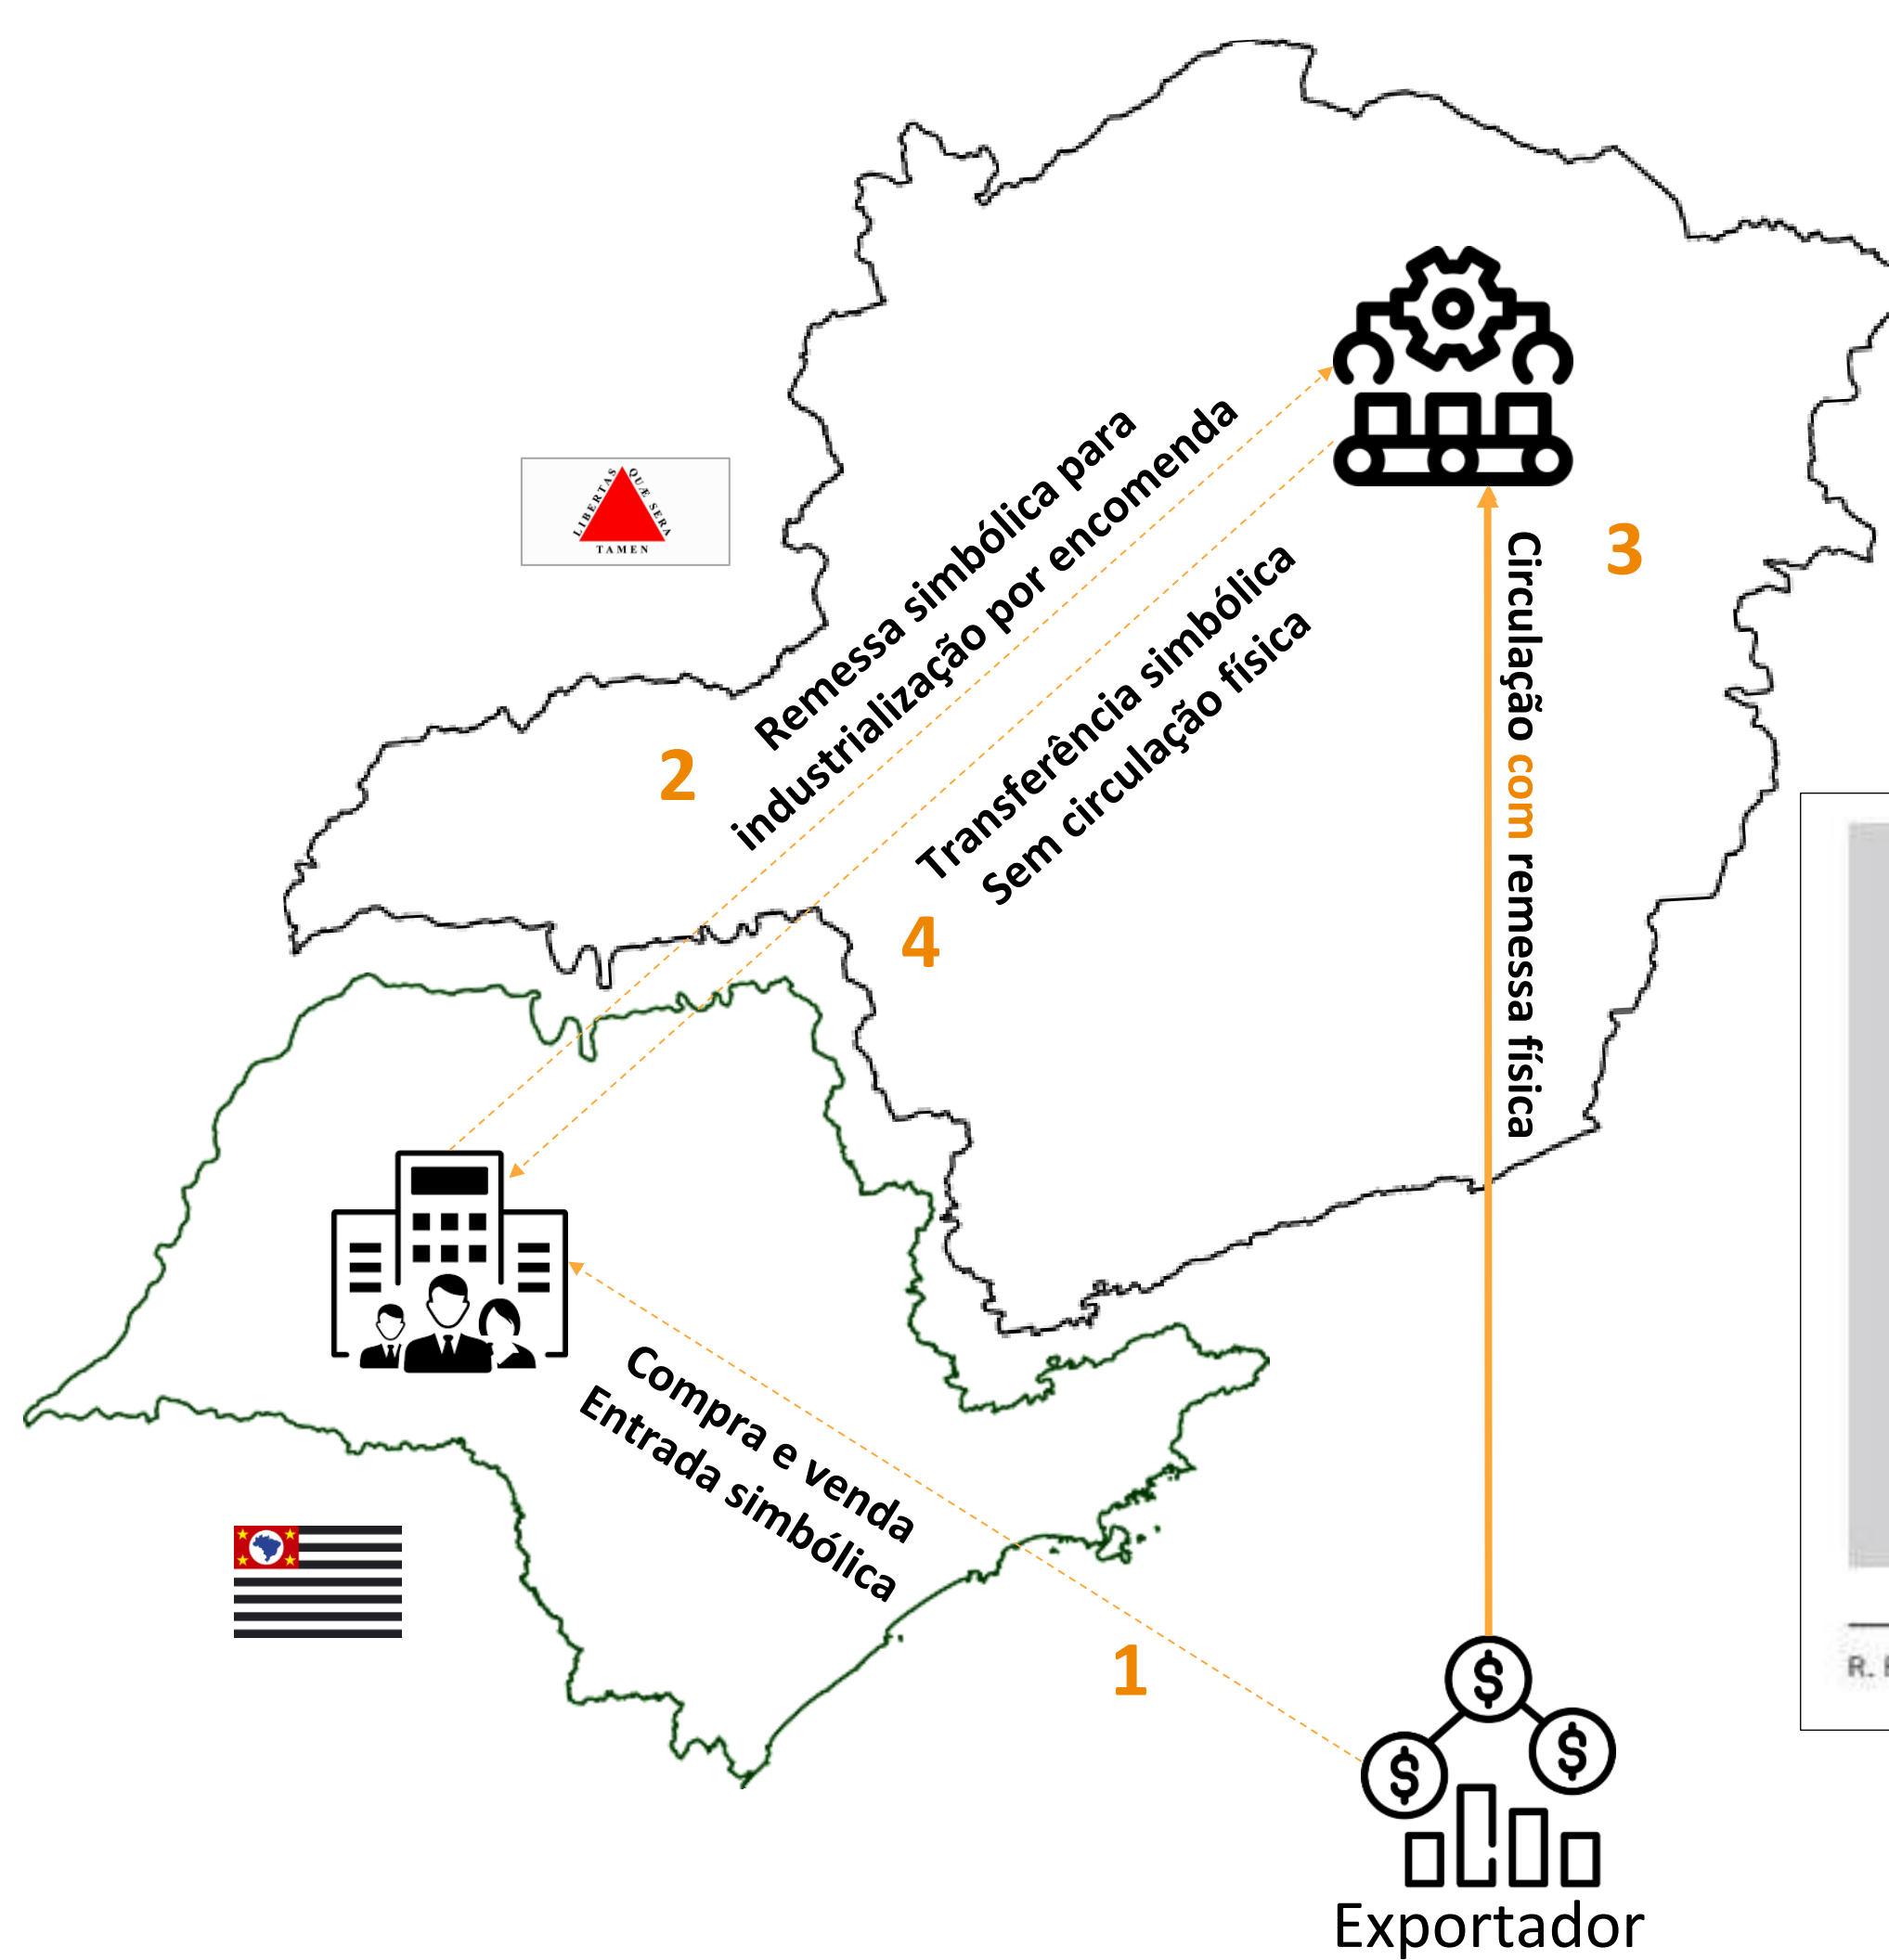 LIBERTAS QUÆ SERA
TAMEN
Remessa simbólica para
industrialização por encomenda
2
Transferência simbólica
Sem circulação física
4
3
Circulação com remessa física
Compra e venda
Entrada simbólica
1
R.
$
$
$
Exportador